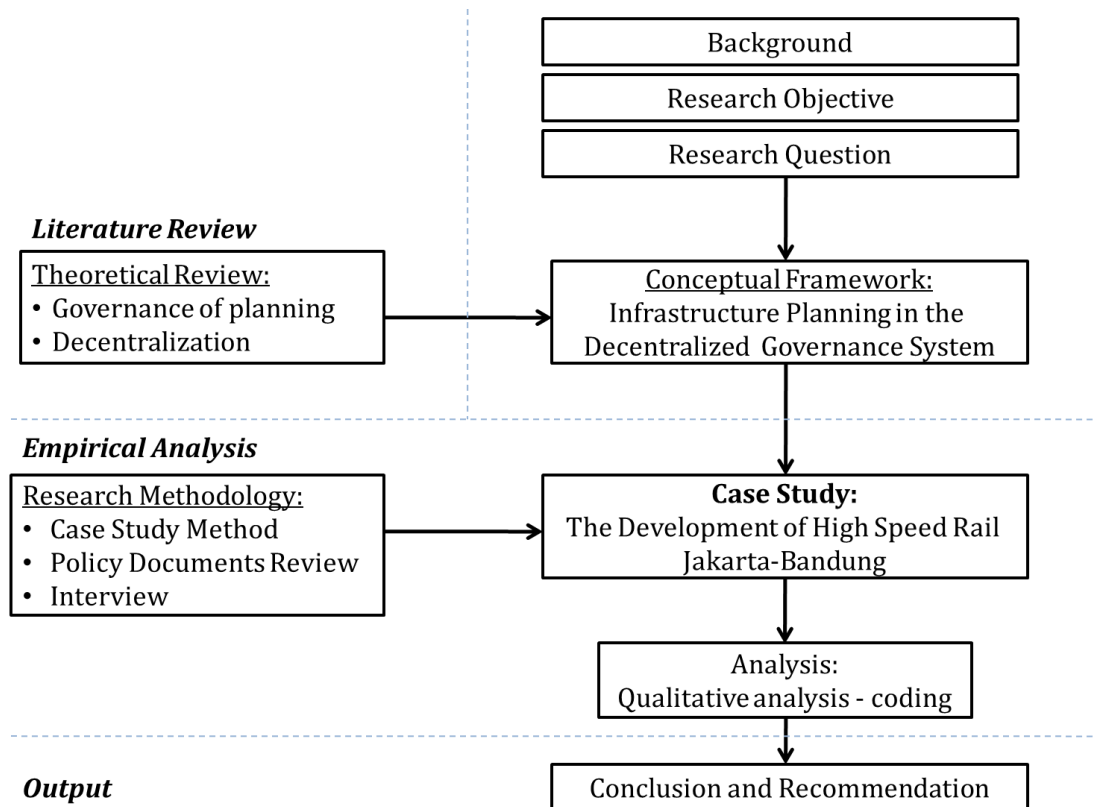 Background
Research Objective
Research Question
Literature Review
Theoretical Review:
• Governance of planning
• Decentralization
Conceptual Framework:
Infrastructure Planning in the
Decentralized Governance System
Empirical Analysis
Research Methodology:
• Case Study Method
• Policy Documents Review
• Interview
Case Study:
The Development of High Speed Rail
Jakarta-Bandung
Analysis:
Qualitative analysis - coding
Output
Conclusion and Recommendation